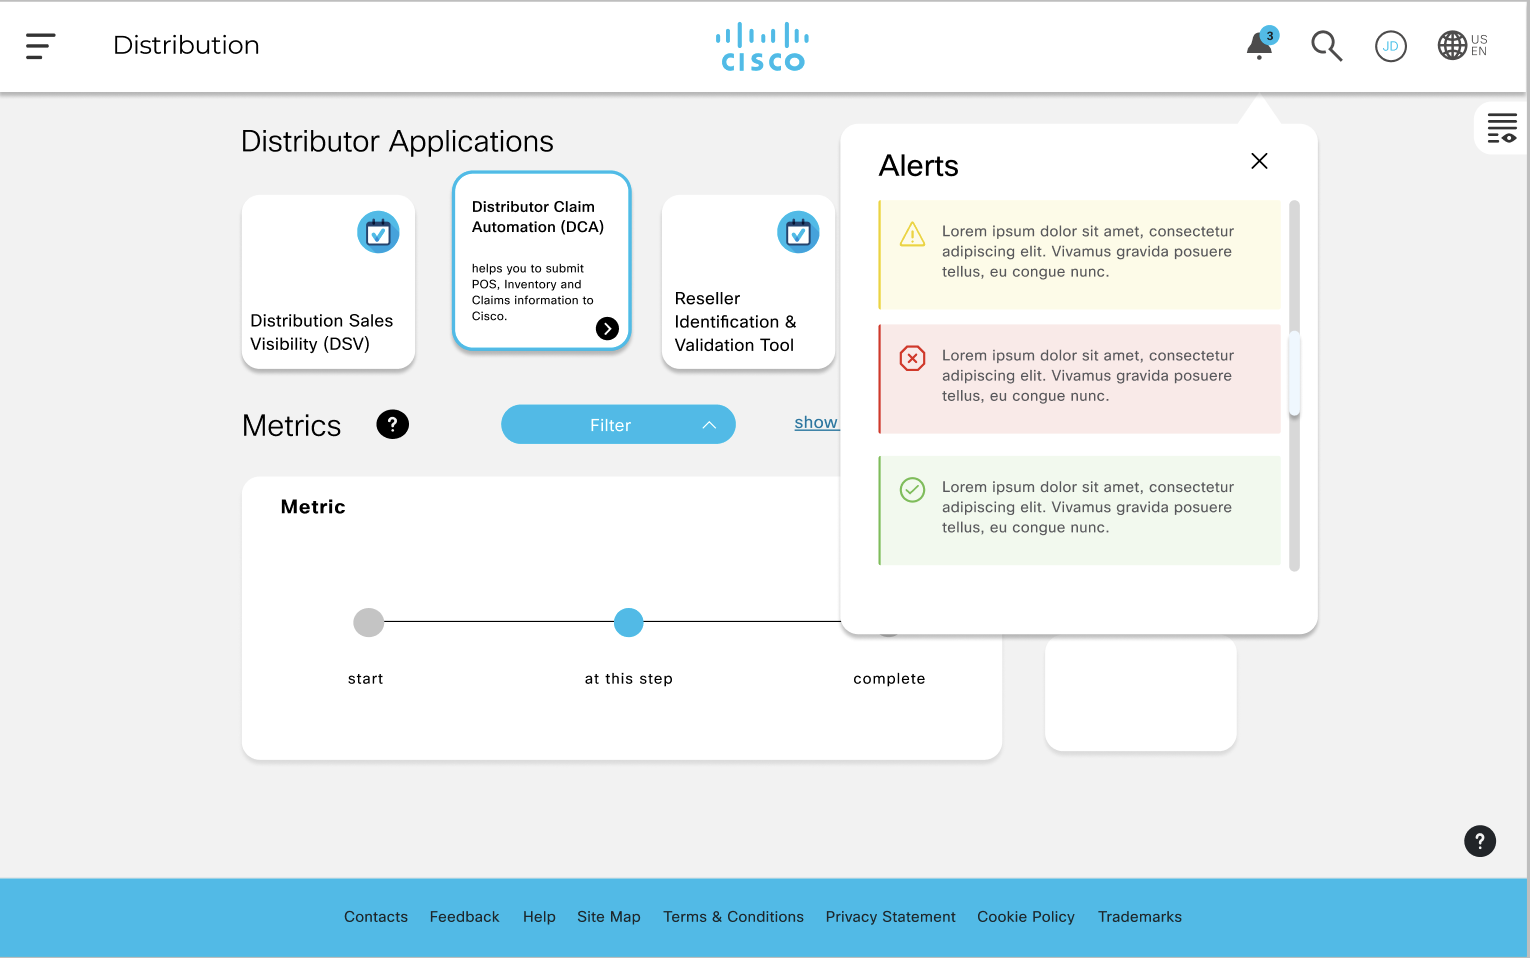 Distribution
CISCO
3
JD
US
EN
Distributor Applications
Distribution Sales
Visibility (DSV)
Distributor Claim
Automation (DCA)
helps you to submit
POS, Inventory and
Claims information to
Cisco.
Reseller
Identification &
Validation Tool
Alerts
Lorem ipsum dolor sit amet, consectetur
adipiscing elit. Vivamus gravida posuere
tellus, eu congue nunc.
Lorem ipsum dolor sit amet, consectetur
adipiscing elit. Vivamus gravida posuere
tellus, eu congue nunc.
Lorem ipsum dolor sit amet, consectetur
adipiscing elit. Vivamus gravida posuere
tellus, eu congue nunc.
Metrics
?
Filter
show
Metric
start
at this step
complete
?
Contacts Feedback Help Site Map Terms & Conditions Privacy Statement Cookie Policy Trademarks